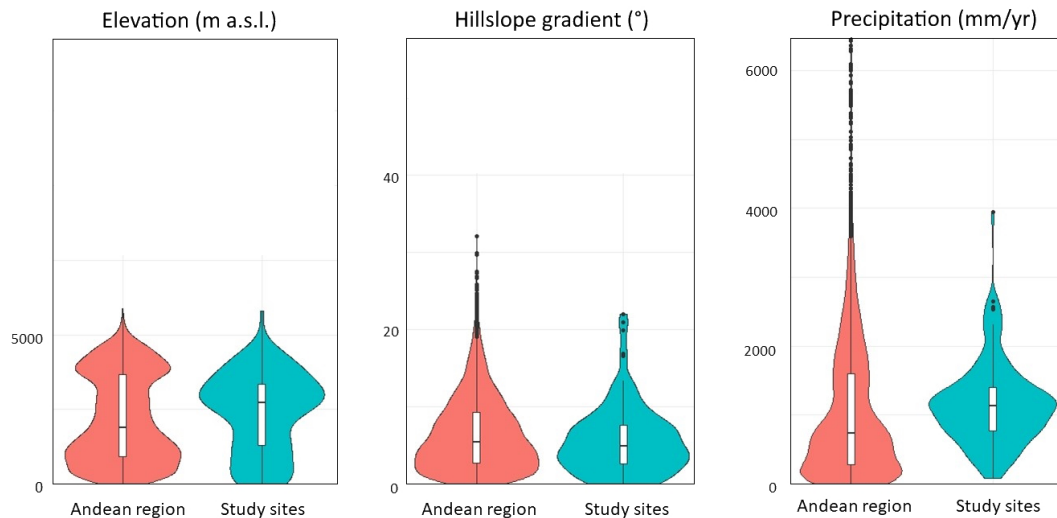 Elevation (m a.s.l.)
Hillslope gradient (°)
Precipitation (mm/yr)
5000
0
40
20
0
6000
4000
2000
0
Andean region
Study sites
Andean region
Study sites
Andean region
Study sites